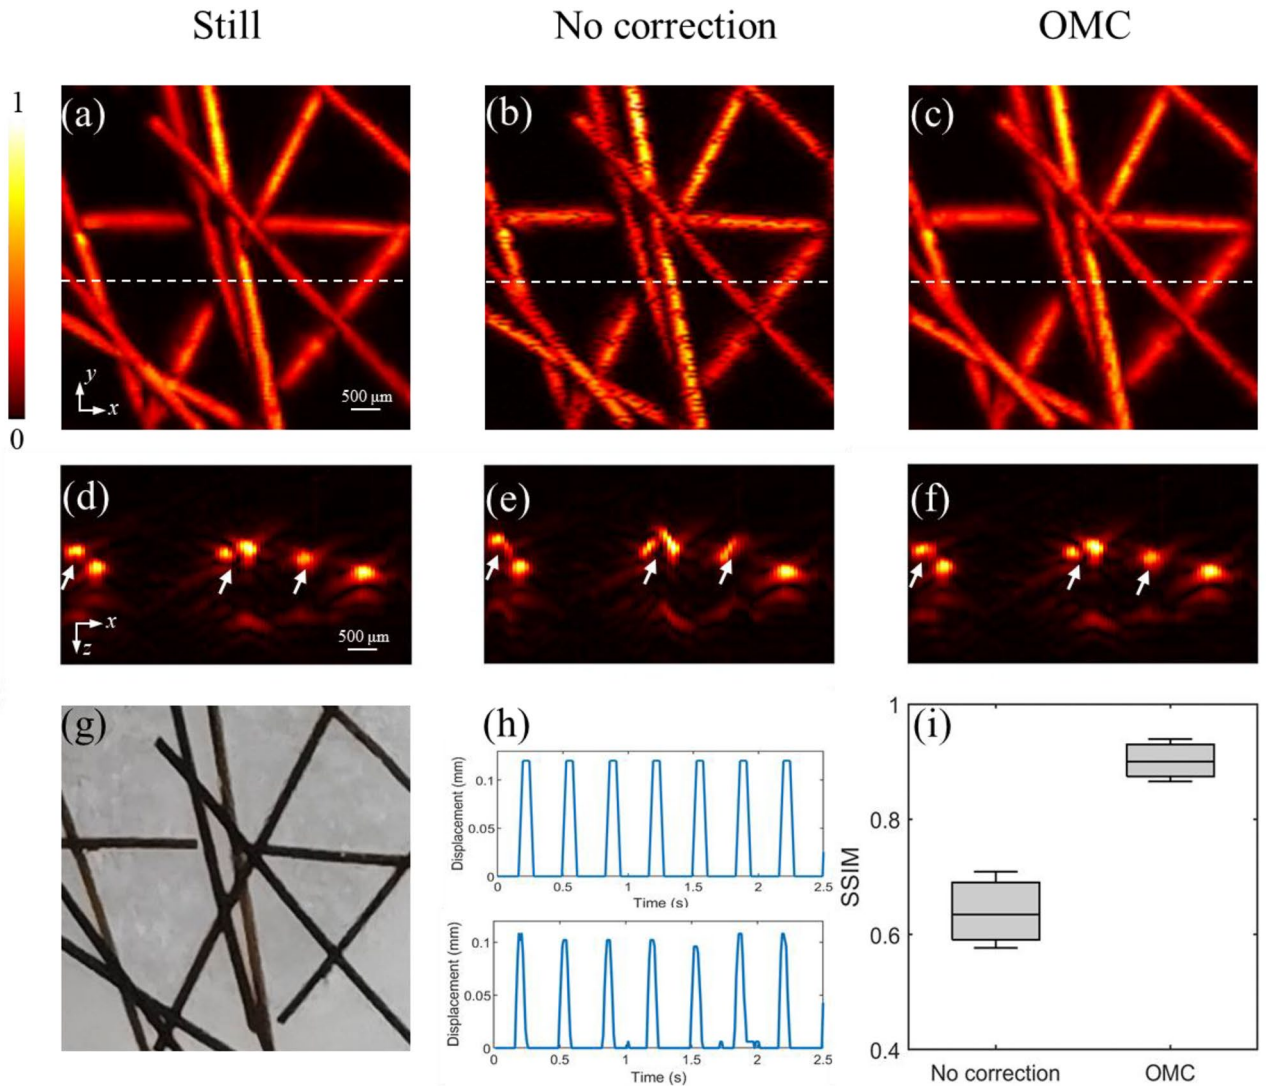 Still No correction OMC
1
0
(a) (b) (c)
y
x
500 μm
(d) (e) (f)
x
z
500 μm
(g) (h) (i)
Displacement (mm)
0.1
0.05
0
0 0.5 1 1.5 2 2.5
Time (s)
Displacement (mm)
0.1
0.05
0
0 0.5 1 1.5 2 2.5
Time (s)
SSIM
1
0.8
0.6
0.4
No correction OMC